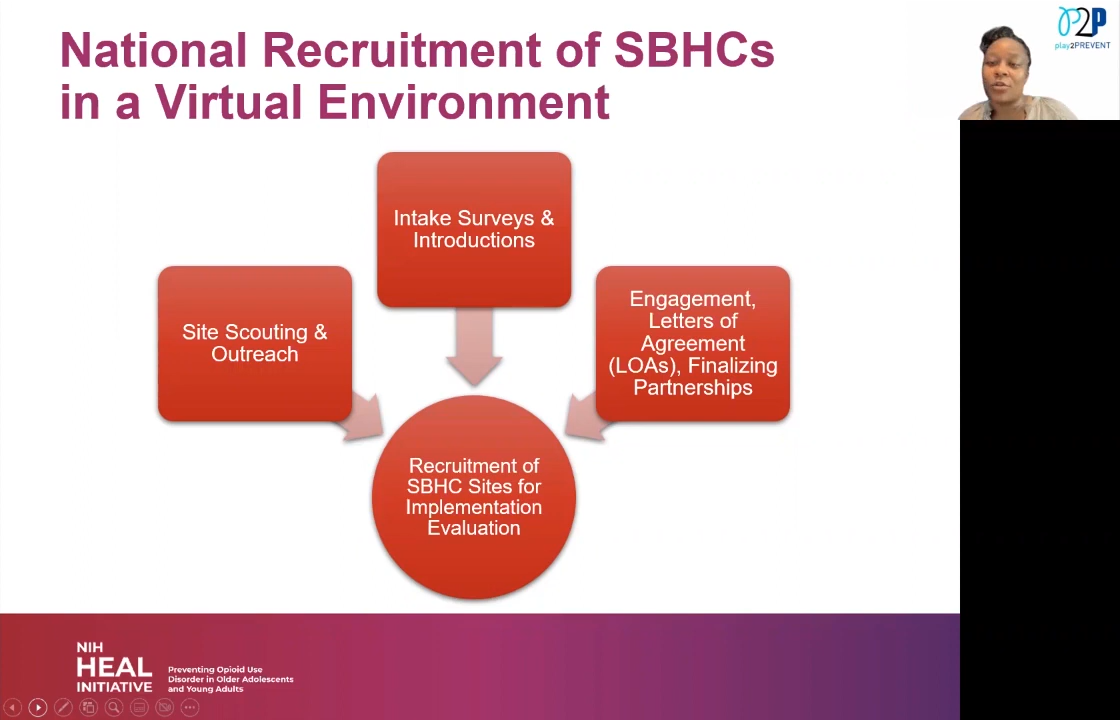 National Recruitment of SBHCs
in a Virtual Environment
P2P
play2PREVENT
Intake Surveys &
Introductions
Site Scouting &
Outreach
Engagement,
Letters of
Agreement
(LOAs), Finalizing
Partnerships
Recruitment of
SBHC Sites for
Implementation
Evaluation
NIH
HEAL
INITIATIVE
Preventing Opioid Use
Disorder in Older Adolescents
and Young Adults